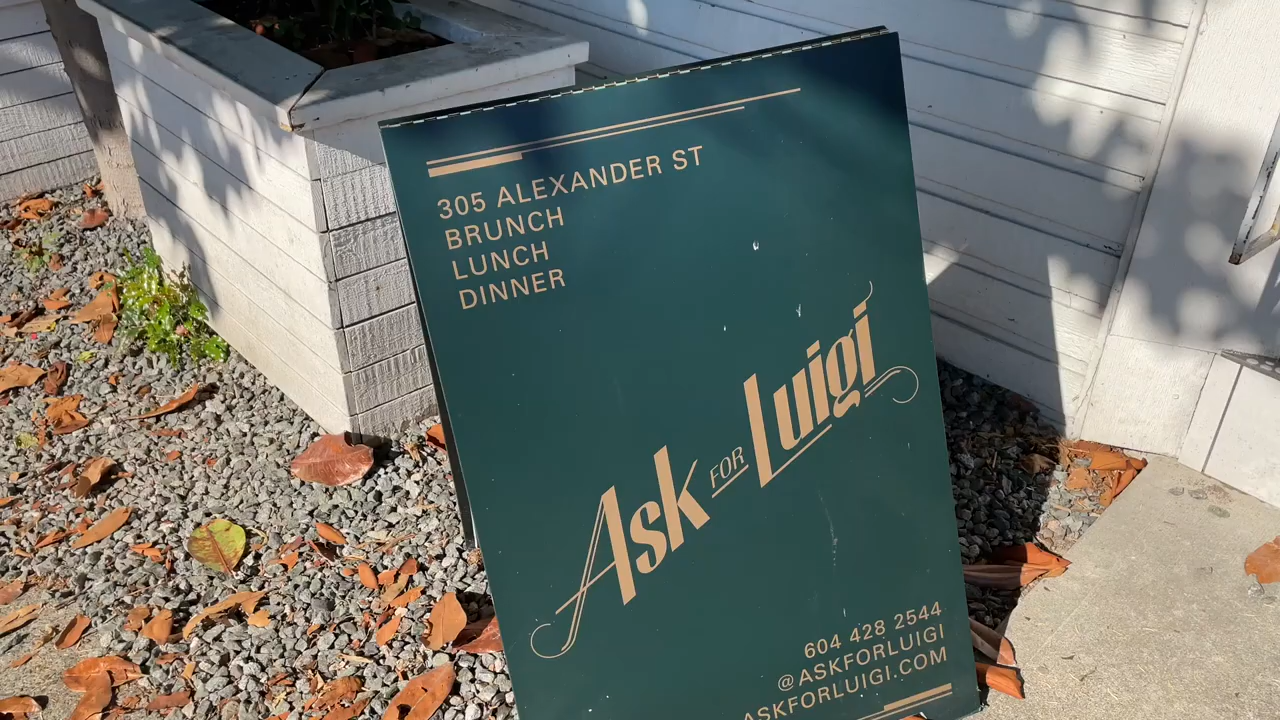 305 ALEXANDER ST
BRUNCH
LUNCH
DINNER
Ask FOR Luigi
604 428 2544
@ASKFORLUIGI
ASKFORLUIGI.COM